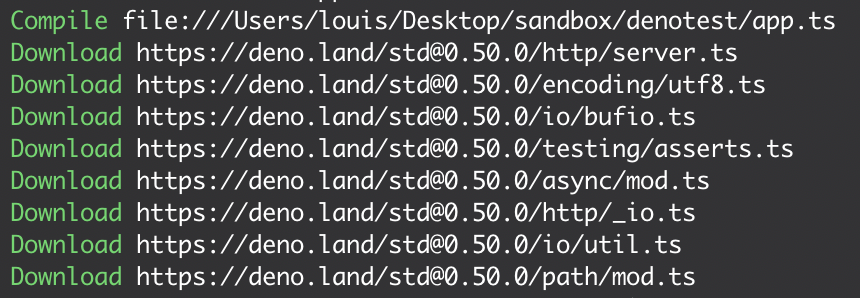 Compile file:///Users/louis/Desktop/sandbox/denotest/app.ts
Download https://deno.land/std@0.50.0/http/server.ts
Download https://deno.land/std@0.50.0/encoding/utf8.ts
Download https://deno.land/std@0.50.0/io/bufio.ts
Download https://deno.land/std@0.50.0/testing/asserts.ts
Download https://deno.land/std@0.50.0/async/mod.ts
Download https://deno.land/std@0.50.0/http/_io.ts
Download https://deno.land/std@0.50.0/io/util.ts
Download https://deno.land/std@0.50.0/path/mod.ts